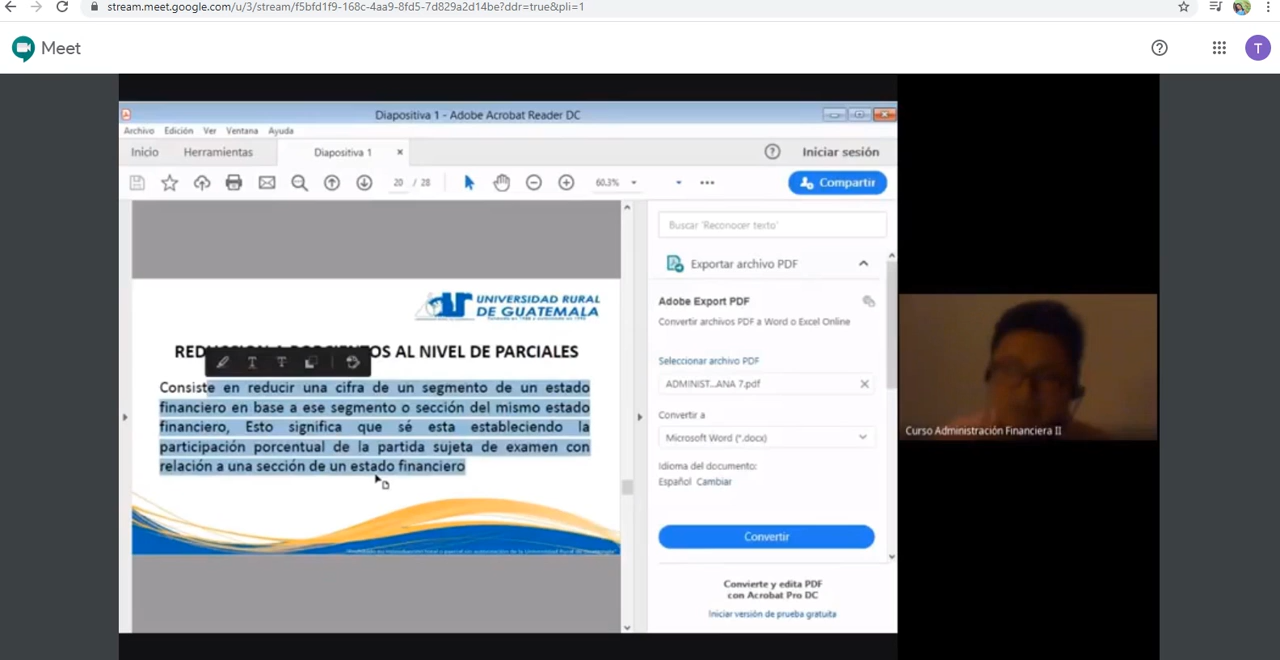 stream.meet.google.com/u/3/stream/f5bfd1f9-168c-4aa9-8fd5-7d829a2d14be?ddr=true&pli=1
Meet
T
Diapositiva 1 - Adobe Acrobat Reader DC
Archivo Edición Ver Ventana Ayuda
Inicio Herramientas Diapositiva 1 × Iniciar sesión
20 / 28 60.3% Compartir
Buscar 'Reconocer texto'
Exportar archivo PDF
Adobe Export PDF
Convertir archivos PDF a Word o Excel Online
Seleccionar archivo PDF
ADMINIST...ANA 7.pdf
Convertir a
Microsoft Word (*.docx)
Idioma del documento:
Español Cambiar
Convertir
Convierte y edita PDF
con Acrobat Pro DC
Iniciar versión de prueba gratuita
UNIVERSIDAD RURAL
DE GUATEMALA
AL NIVEL DE PARCIALES
Consiste en reducir una cifra de un segmento de un estado
financiero en base a ese segmento o sección del mismo estado
financiero, Esto significa que sé esta estableciendo la
participación porcentual de la partida sujeta de examen con
relación a una sección de un estado financiero
Curso Administración Financiera II